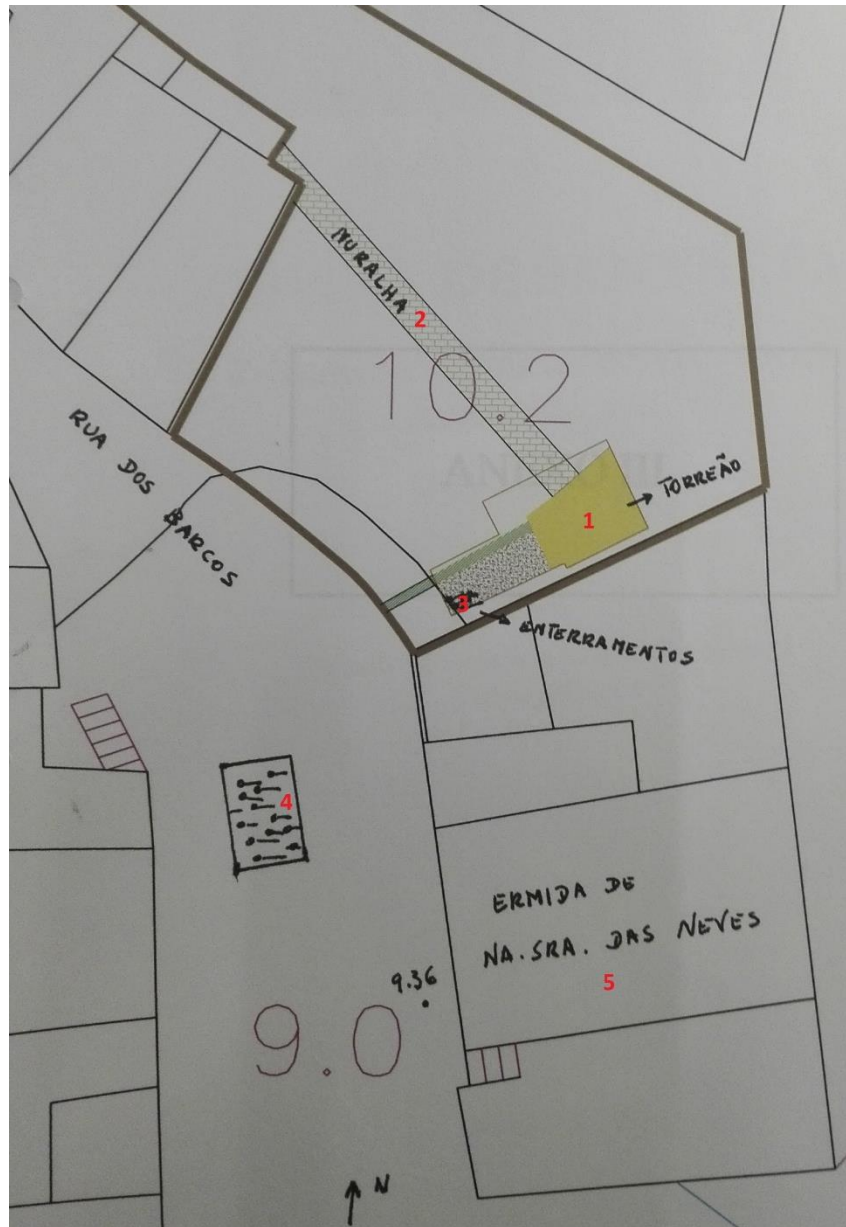 MURALHA
2
10.2
RUA DOS
BARCOS
1
TORREÃO
3
ENTERRAMENTOS
4
ERMIDA DE
NA. SRA. DAS NEVES
5
9.36
9.0
N